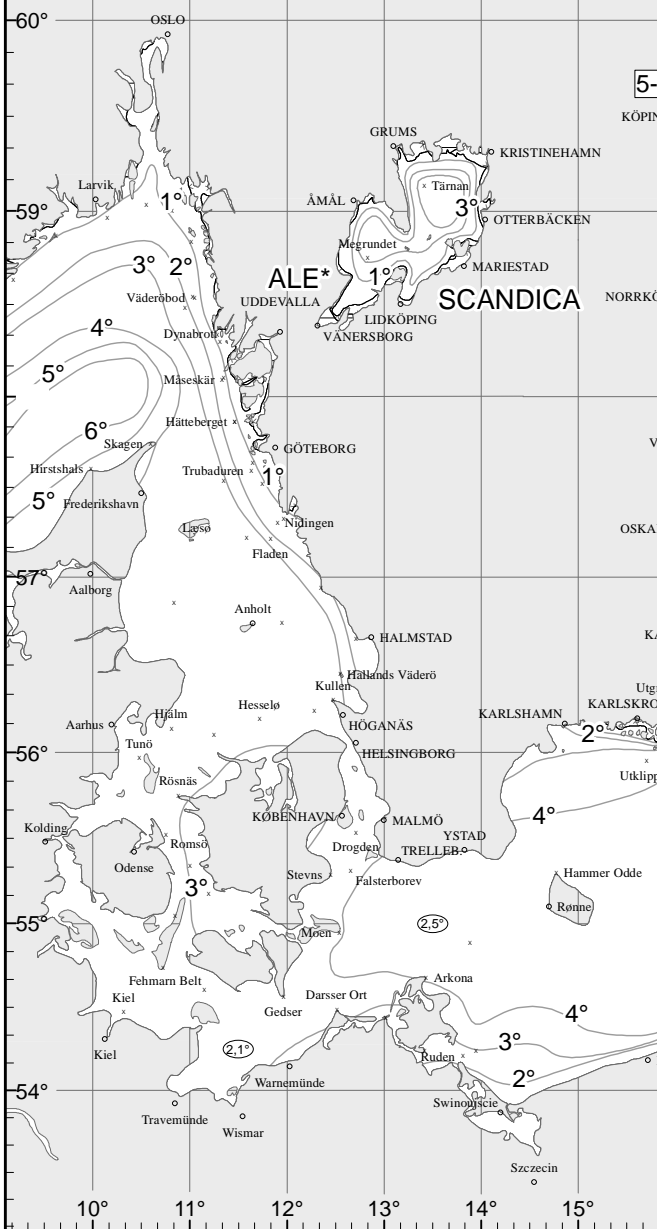 60°
OSLO
5-
KÖPIN
GRUMS
KRISTINEHAMN
Larvik
Tärnan
1°
ÅMÅL
3°
59°
OTTERBÄCKEN
Megrundet
3°
2°
MARIESTAD
ALE*
1°
Väderöbod
UDDEVALLA
SCANDICA
NORRKÖ
LIDKÖPING
4°
Dynabrott
VÄNERSBORG
5°
Måseskär
6°
Hätteberget
Skagen
GÖTEBORG
V
Hirstshals
Trubaduren
1°
5°
Frederikshavn
Læsø
Nidingen
OSKA
Fladen
57°
Aalborg
Anholt
HALMSTAD
KA
Hallands Väderö
Kullen
Utg
Hjälm
Hesselø
KARLSHAMN
KARLSKRO
Aarhus
HÖGANÄS
2°
Tunö
56°
HELSINGBORG
Utklipp
Rösnäs
4°
KØBENHAVN
MALMÖ
Kolding
YSTAD
Romsö
Drogden
TRELLEB.
Odense
Stevns
Falsterborev
Hammer Odde
3°
Rønne
55°
Moen
2,5°
Fehmarn Belt
Arkona
Kiel
Darsser Ort
Gedser
4°
Kiel
2,1°
3°
Ruden
Warnemünde
2°
54°
Swinoujscie
Travemünde
Wismar
Szczecin
10°
11°
12°
13°
14°
15°